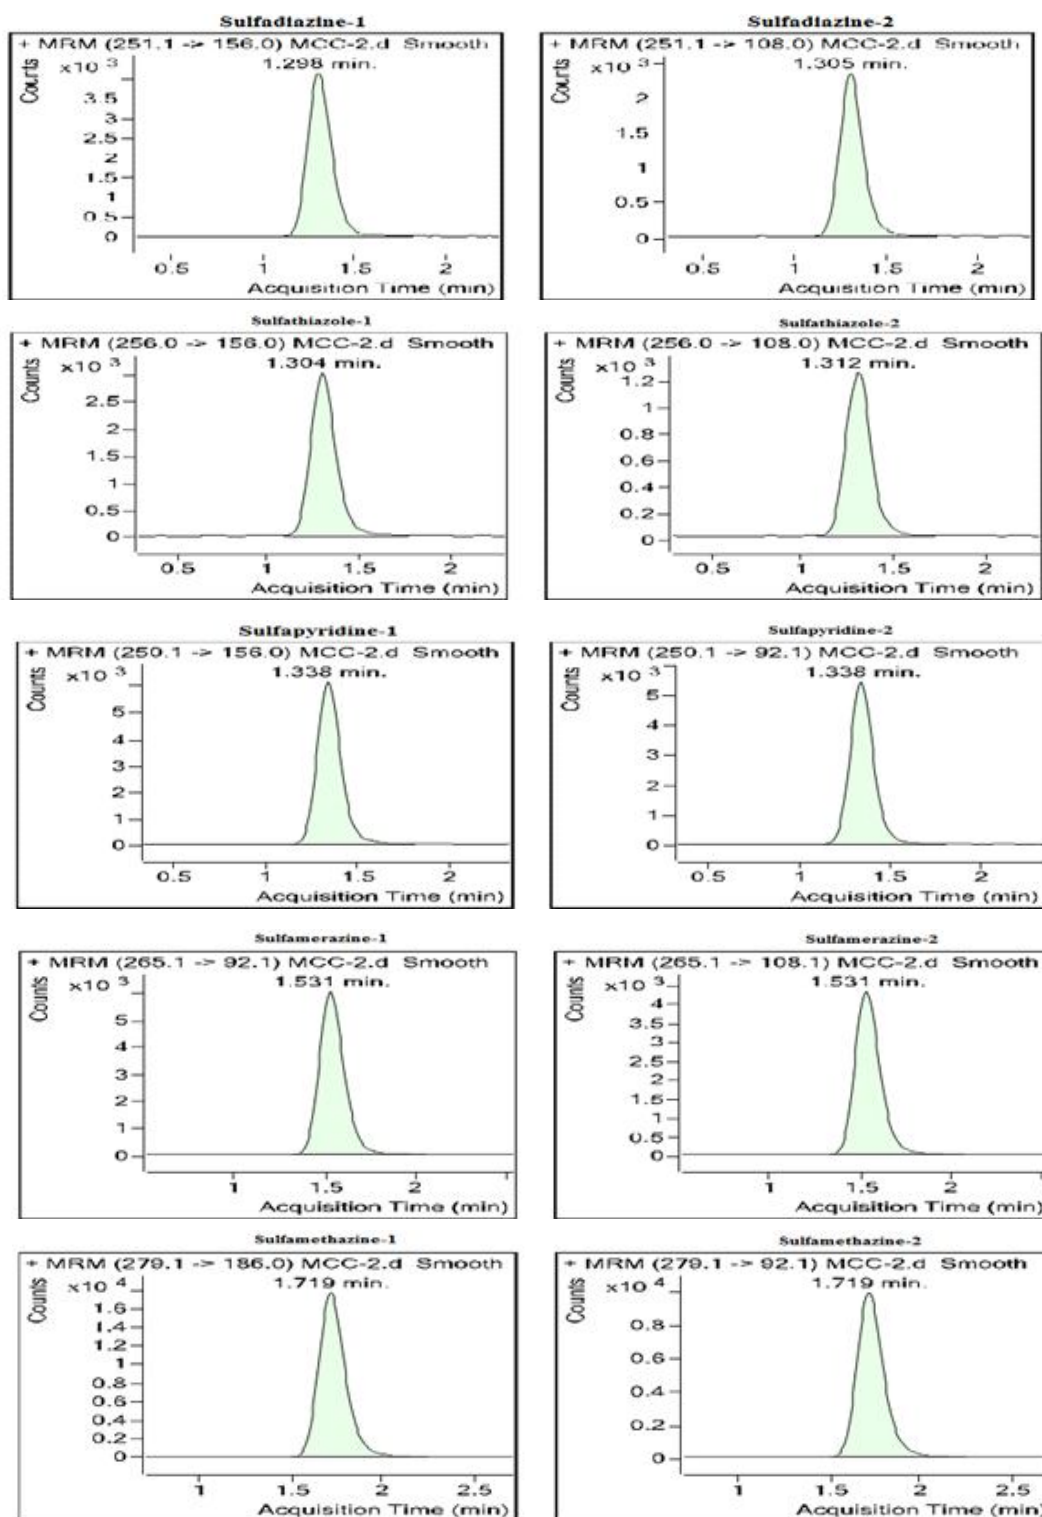 Sulfadiazine-1
+ MRM (251.1 -> 156.0) MCC-2.d Smooth
Counts
x10 3
1.298 min.
3.5
3
2.5
2
1.5
1
0.5
0
0.5 1 1.5 2
Acquisition Time (min)
Sulfadiazine-2
+ MRM (251.1 -> 108.0) MCC-2.d Smooth
Counts
x10 3
1.305 min.
2
1.5
1
0.5
0
0.5 1 1.5 2
Acquisition Time (min)
Sulfathiazole-1
+ MRM (256.0 -> 156.0) MCC-2.d Smooth
Counts
x10 3
1.304 min.
2.5
2
1.5
1
0.5
0
0.5 1 1.5 2
Acquisition Time (min)
Sulfathiazole-2
+ MRM (256.0 -> 108.0) MCC-2.d Smooth
Counts
x10 3
1.312 min.
1.2
1
0.8
0.6
0.4
0.2
0
0.5 1 1.5 2
Acquisition Time (min)
Sulfapyridine-1
+ MRM (250.1 -> 156.0) MCC-2.d Smooth
Counts
x10 3
1.338 min.
5
4
3
2
1
0
0.5 1 1.5 2
Acquisition Time (min)
Sulfapyridine-2
+ MRM (250.1 -> 92.1) MCC-2.d Smooth
Counts
x10 3
1.338 min.
5
4
3
2
1
0
0.5 1 1.5 2
Acquisition Time (min)
Sulfamerazine-1
+ MRM (265.1 -> 92.1) MCC-2.d Smooth
Counts
x10 3
1.531 min.
5
4
3
2
1
0
1 1.5 2
Acquisition Time (min)
Sulfamerazine-2
+ MRM (265.1 -> 108.1) MCC-2.d Smooth
Counts
x10 3
1.531 min.
4
3.5
3
2.5
2
1.5
1
0.5
0
1 1.5 2
Acquisition Time (min)
Sulfamethazine-1
+ MRM (279.1 -> 186.0) MCC-2.d Smooth
Counts
x10 4
1.719 min.
1.6
1.4
1.2
1
0.8
0.6
0.4
0.2
0
1 1.5 2 2.5
Acquisition Time (min)
Sulfamethazine-2
+ MRM (279.1 -> 92.1) MCC-2.d Smooth
Counts
x10 4
1.719 min.
0.8
0.6
0.4
0.2
0
1 1.5 2 2.5
Acquisition Time (min)